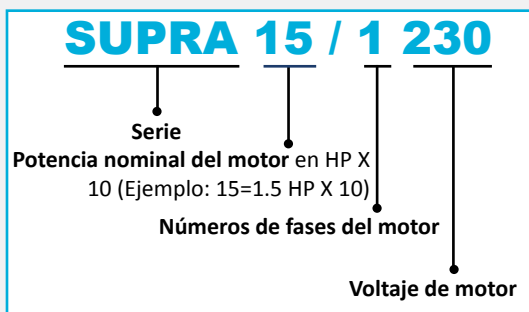 SUPRA 15 / 1 230
Serie
Potencia nominal del motor en HP X
10 (Ejemplo: 15=1.5 HP X 10)
Números de fases del motor
Voltaje de motor